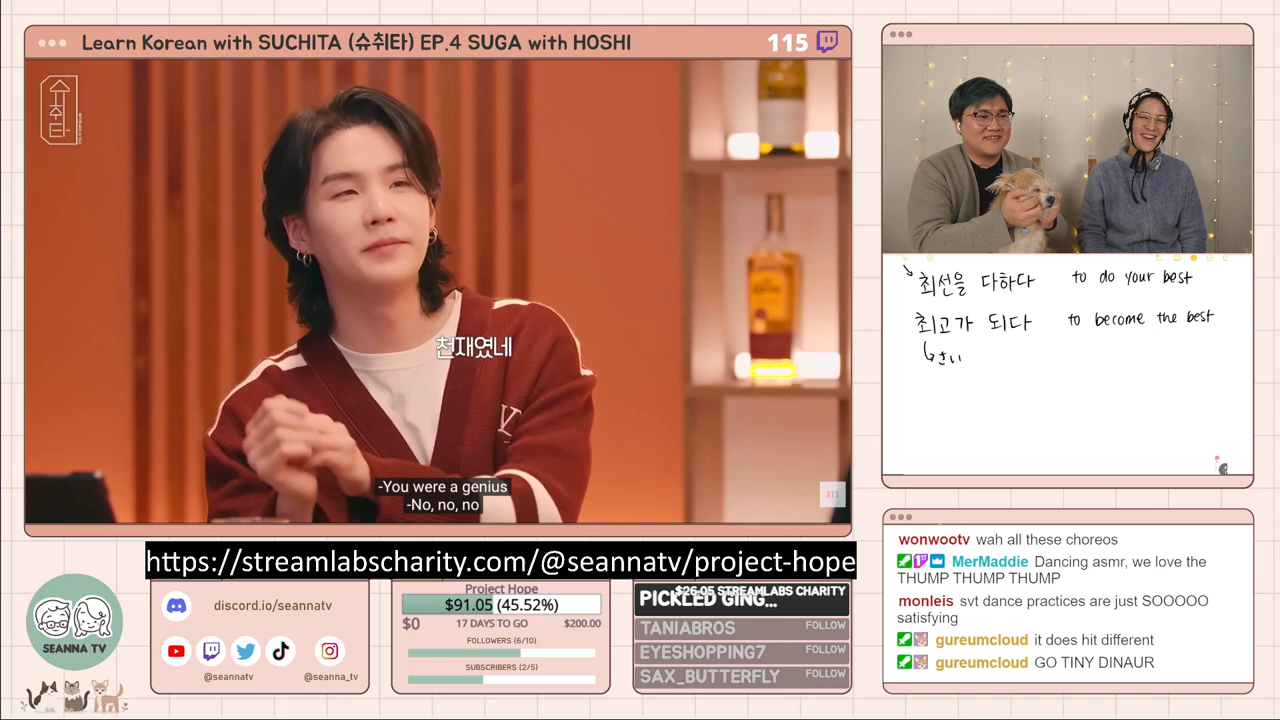 Learn Korean with SUCHITA (슈취타) EP.4 SUGA with HOSHI
115
슈취타
천재였네
-You were a genius
-No, no, no
BTS
최선을 다하다 to do your best
최고가 되다 to become the best
↳さい
https://streamlabscharity.com/@seannatv/project-hope
SEANNA TV
discord.io/seannatv
@seannatv
@seanna_tv
Project Hope
$91.05 (45.52%)
$0
17 DAYS TO GO
$200.00
FOLLOWERS (6/10)
SUBSCRIBERS (2/5)
PICKLED GING...
$26.05 STREAMLABS CHARITY
TANIABROS FOLLOW
EYESHOPPING7 FOLLOW
SAX_BUTTERFLY FOLLOW
wonwootv wah all these choreos
MerMaddie Dancing asmr, we love the
THUMP THUMP THUMP
monleis svt dance practices are just SOOOOO
satisfying
gureumcloud it does hit different
gureumcloud GO TINY DINAUR